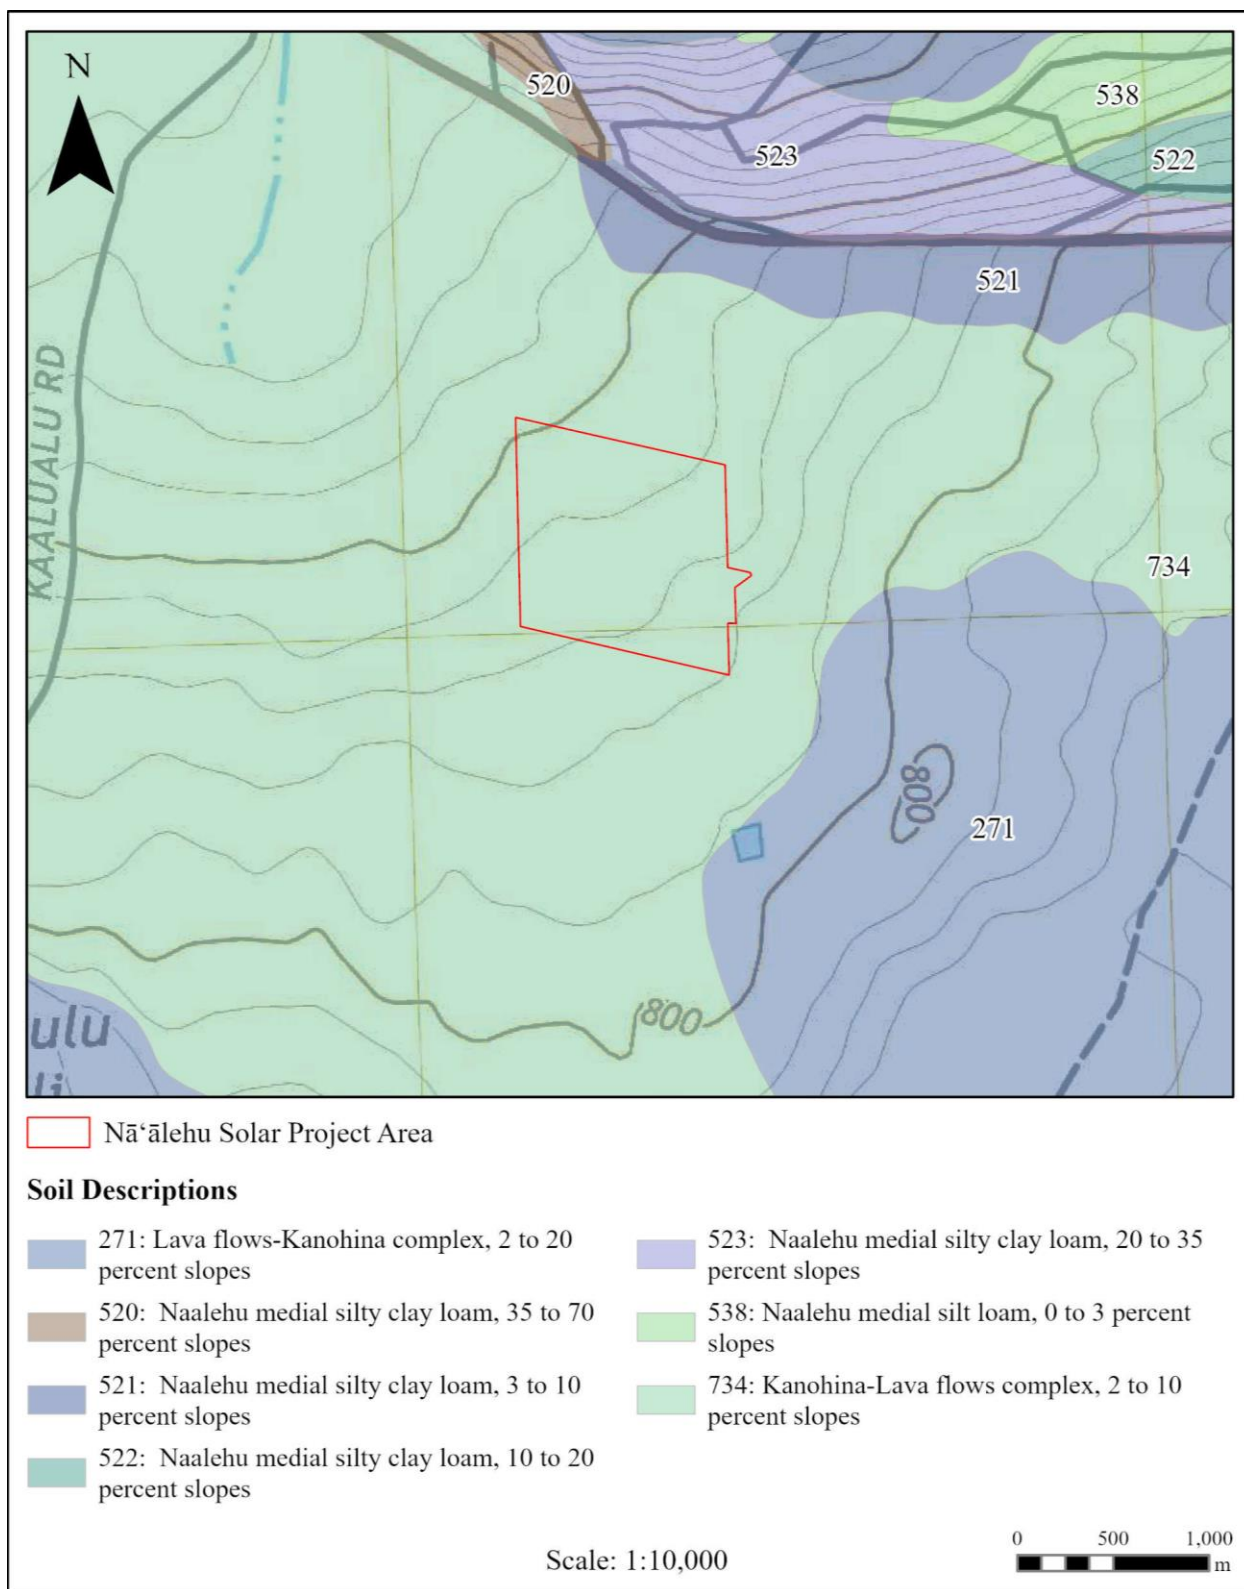 N
520
538
523
522
521
KAALUALU RD
734
800
271
800
ulu
Nā‘ālehu Solar Project Area
Soil Descriptions
271: Lava flows-Kanohina complex, 2 to 20
percent slopes
520: Naalehu medial silty clay loam, 35 to 70
percent slopes
521: Naalehu medial silty clay loam, 3 to 10
percent slopes
522: Naalehu medial silty clay loam, 10 to 20
percent slopes
523: Naalehu medial silty clay loam, 20 to 35
percent slopes
538: Naalehu medial silt loam, 0 to 3 percent
slopes
734: Kanohina-Lava flows complex, 2 to 10
percent slopes
Scale: 1:10,000
0 500 1,000
m